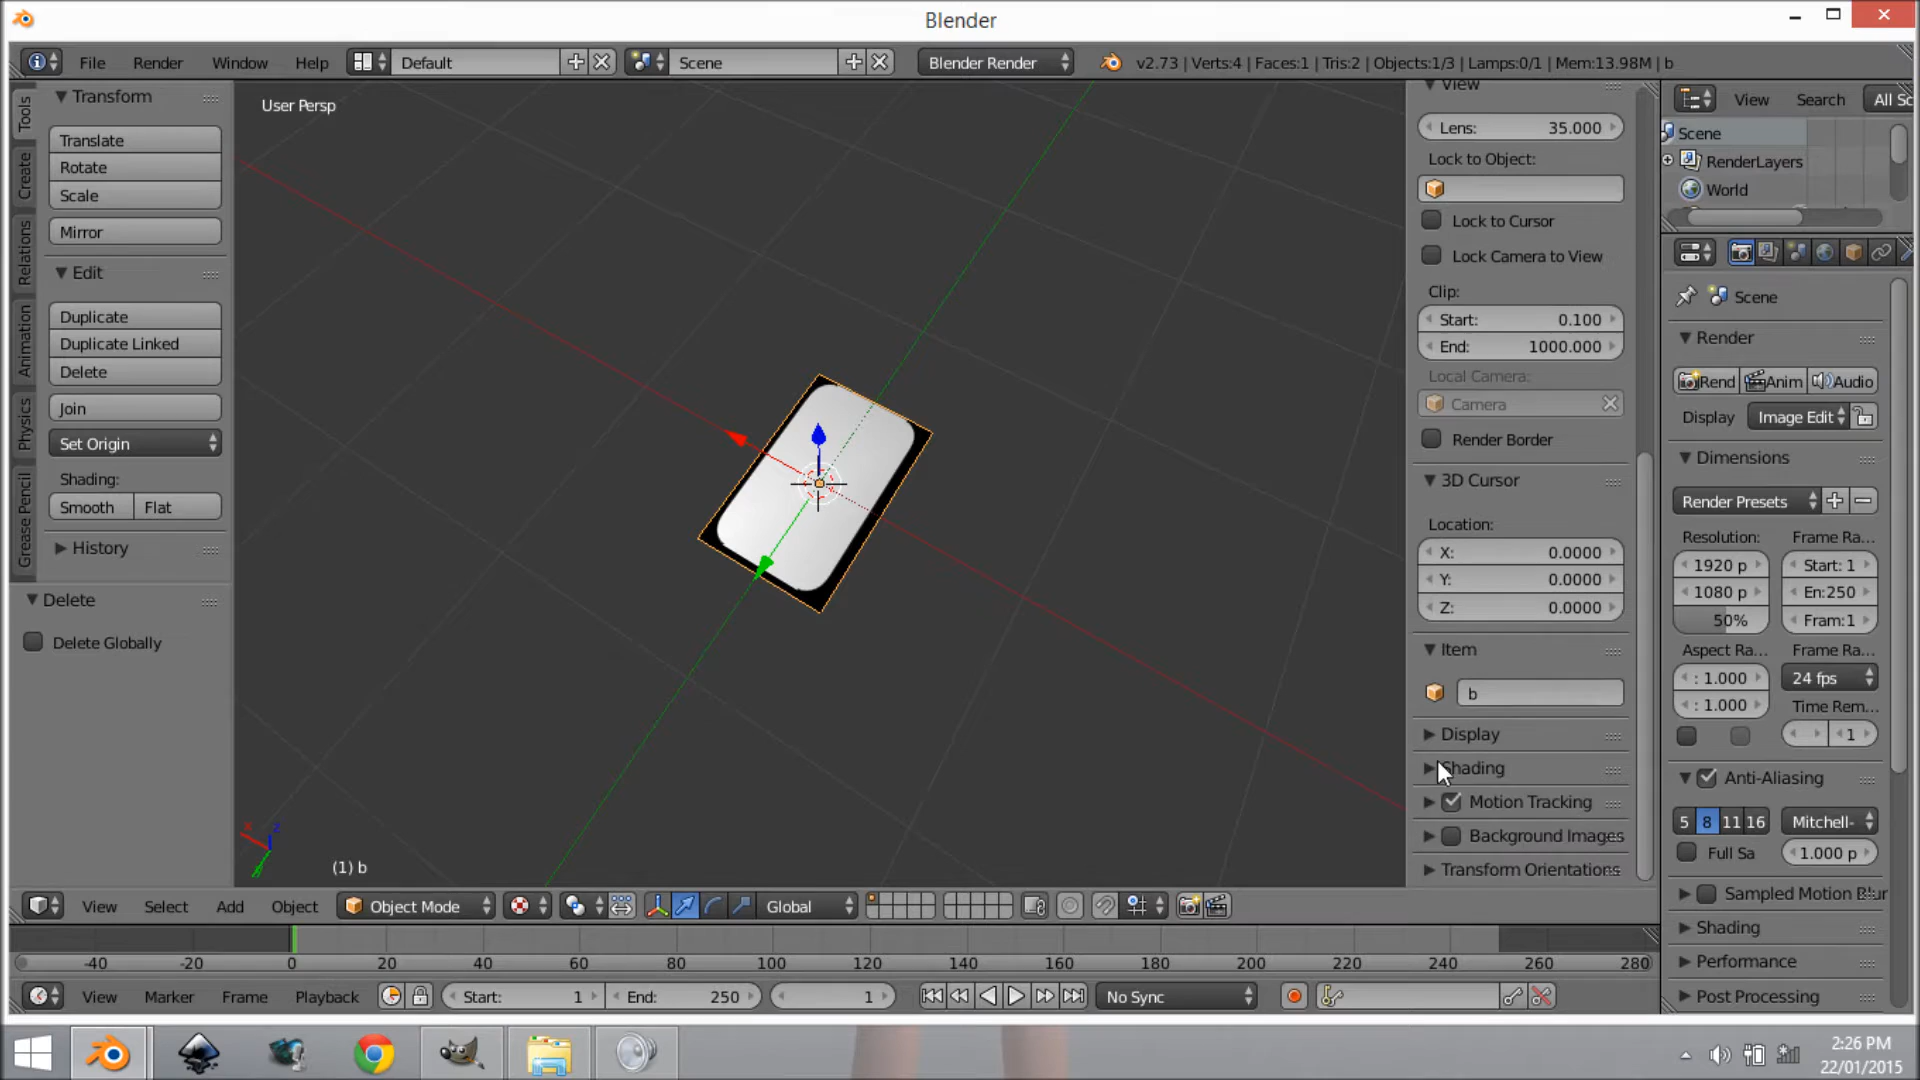 Blender
File Render Window Help Default Scene Blender Render v2.73 | Verts:4 | Faces:1 | Tris:2 | Objects:1/3 | Lamps:0/1 | Mem:13.98M | b
Tools
Create
Relations
Animation
Physics
Grease Pencil
Transform
Translate
Rotate
Scale
Mirror
Edit
Duplicate
Duplicate Linked
Delete
Join
Set Origin
Shading:
Smooth Flat
History
Delete
Delete Globally
User Persp
x
z
(1) b
View
Lens: 35.000
Lock to Object:
Lock to Cursor
Lock Camera to View
Clip:
Start: 0.100
End: 1000.000
Local Camera:
Camera
Render Border
3D Cursor
Location:
X: 0.0000
Y: 0.0000
Z: 0.0000
Item
b
Display
Shading
Motion Tracking
Background Images
Transform Orientations
View Search All Sc
Scene
RenderLayers
World
Scene
Render
Rend Anim Audio
Display Image Edit
Dimensions
Render Presets
Resolution: Frame Ra...
1920 p Start: 1
1080 p En:250
50% Fram:1
Aspect Ra... Frame Ra...
: 1.000 24 fps
: 1.000 Time Rem...
1
Anti-Aliasing
5 8 11 16 Mitchell-
Full Sa 1.000 p
Sampled Motion Blur
Shading
Performance
Post Processing
View Select Add Object Object Mode Global
-40 -20 0 20 40 60 80 100 120 140 160 180 200 220 240 260 280
View Marker Frame Playback Start: 1 End: 250 1 No Sync
2:26 PM
22/01/2015